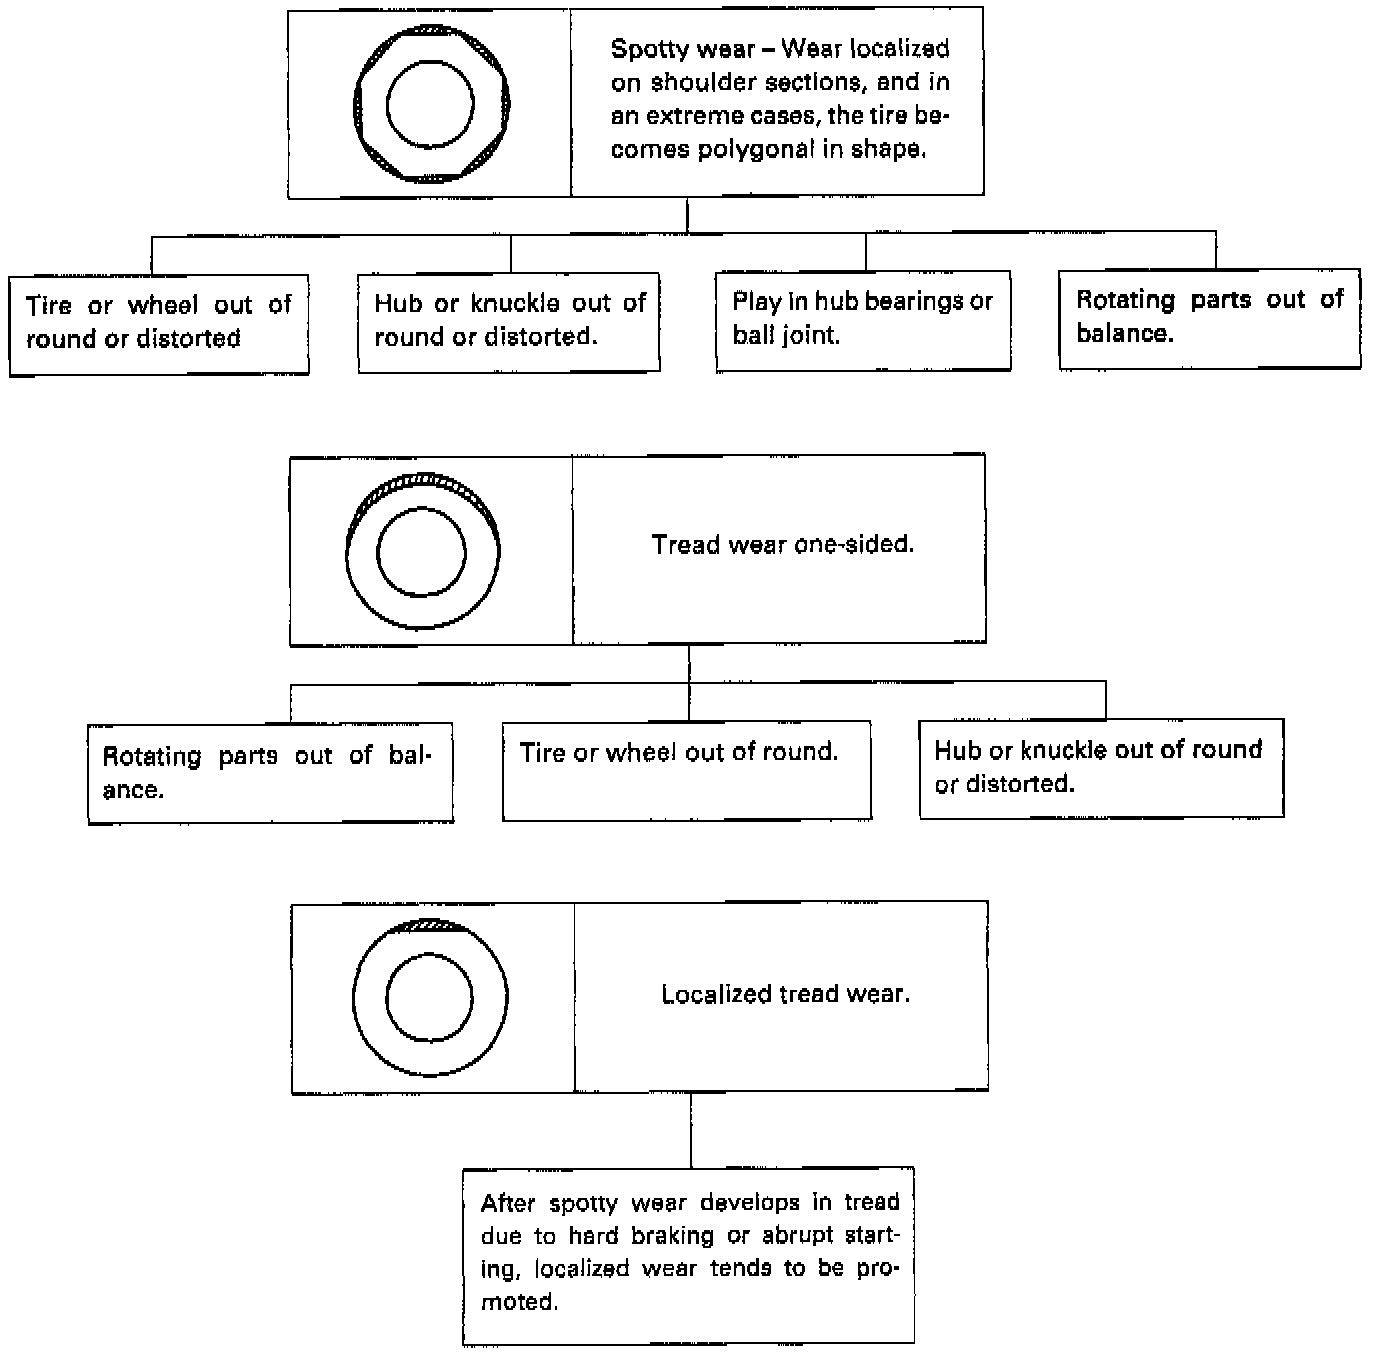 Spotty wear – Wear localized
on shoulder sections, and in
an extreme cases, the tire be-
comes polygonal in shape.
Tire or wheel out of
round or distorted
Hub or knuckle out of
round or distorted.
Play in hub bearings or
ball joint.
Rotating parts out of
balance.
Tread wear one-sided.
Rotating parts out of bal-
ance.
Tire or wheel out of round.
Hub or knuckle out of round
or distorted.
Localized tread wear.
After spotty wear develops in tread
due to hard braking or abrupt start-
ing, localized wear tends to be pro-
moted.